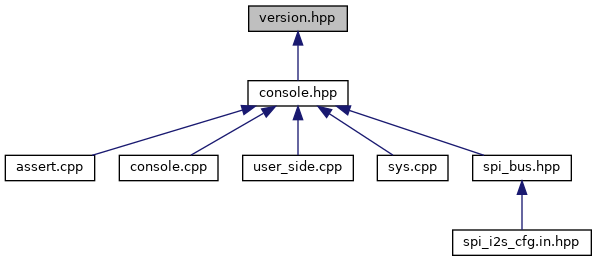 version.hpp
console.hpp
assert.cpp
console.cpp
user_side.cpp
sys.cpp
spi_bus.hpp
spi_i2s_cfg.in.hpp